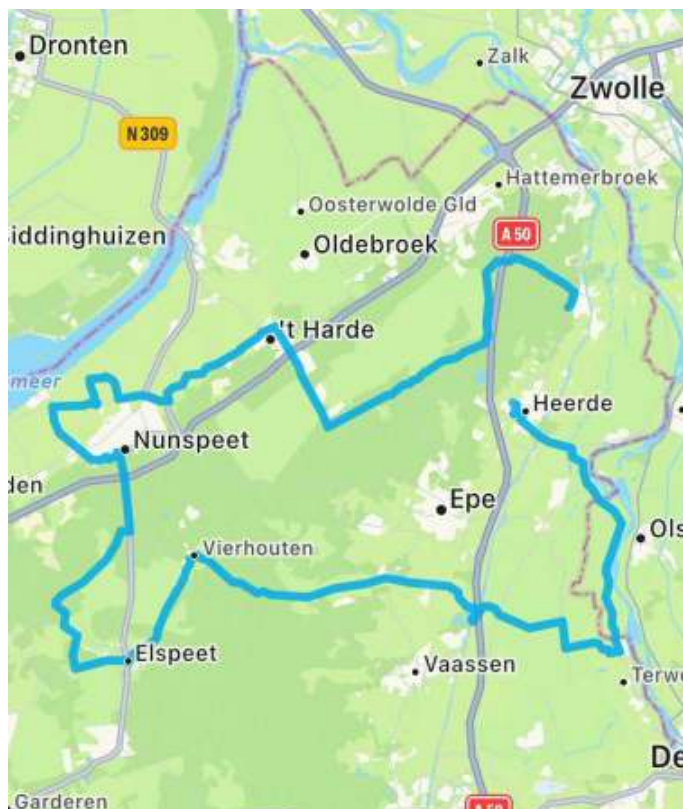 Dronten
Zalk
Zwolle
N 309
Hattemerbroek
Oosterwolde Gld
iddinghuizen
Oldebroek
A 50
't Harde
meer
Heerde
Nunspeet
den
Epe
Ols
Vierhouten
Elspeet
Vaassen
Terwo
De
Garderen
A 50